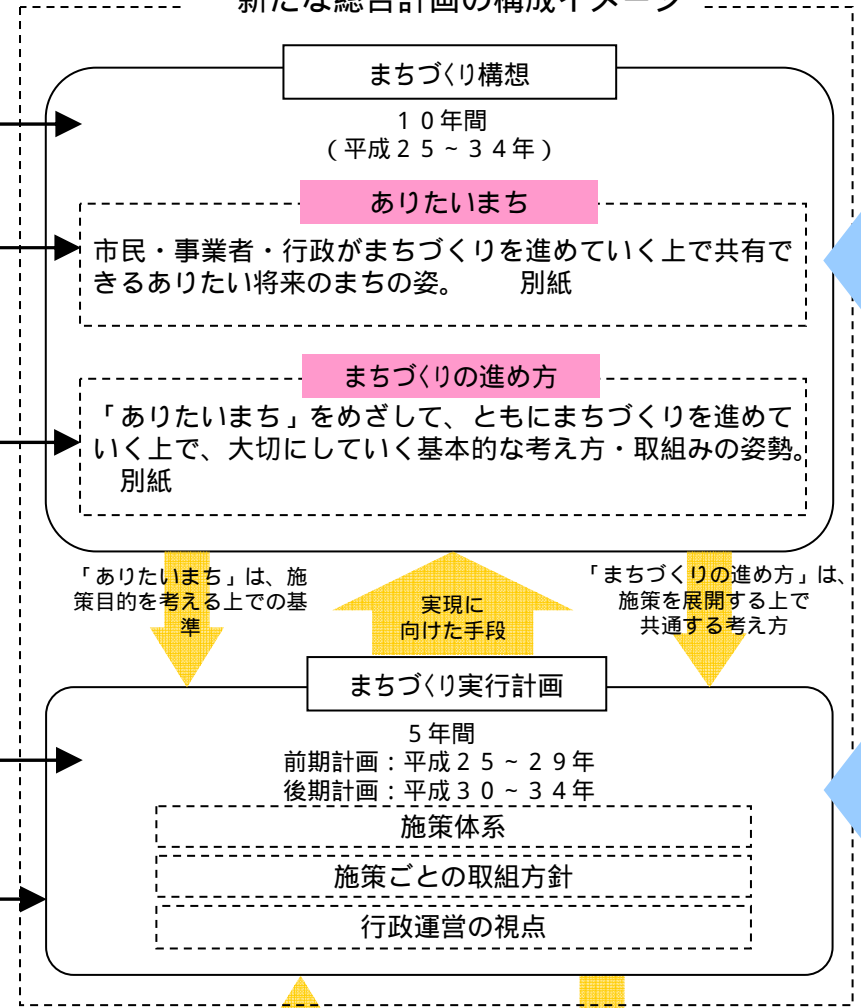 新たな総合計画の構成イメージ
まちづくり構想
10年間
(平成25~34年)
ありたいまち
市民・事業者・行政がまちづくりを進めていく上で共有で
きるありたい将来のまちの姿。 別紙
まちづくりの進め方
「ありたいまち」をめざして、ともにまちづくりを進めて
いく上で、大切にしていく基本的な考え方・取組みの姿勢。
別紙
「ありたいまち」は、施
策目的を考える上での基
準
実現に
向けた手段
「まちづくりの進め方」は、
施策を展開する上で
共通する考え方
まちづくり実行計画
5年間
前期計画:平成25~29年
後期計画:平成30~34年
施策体系
施策ごとの取組方針
行政運営の視点